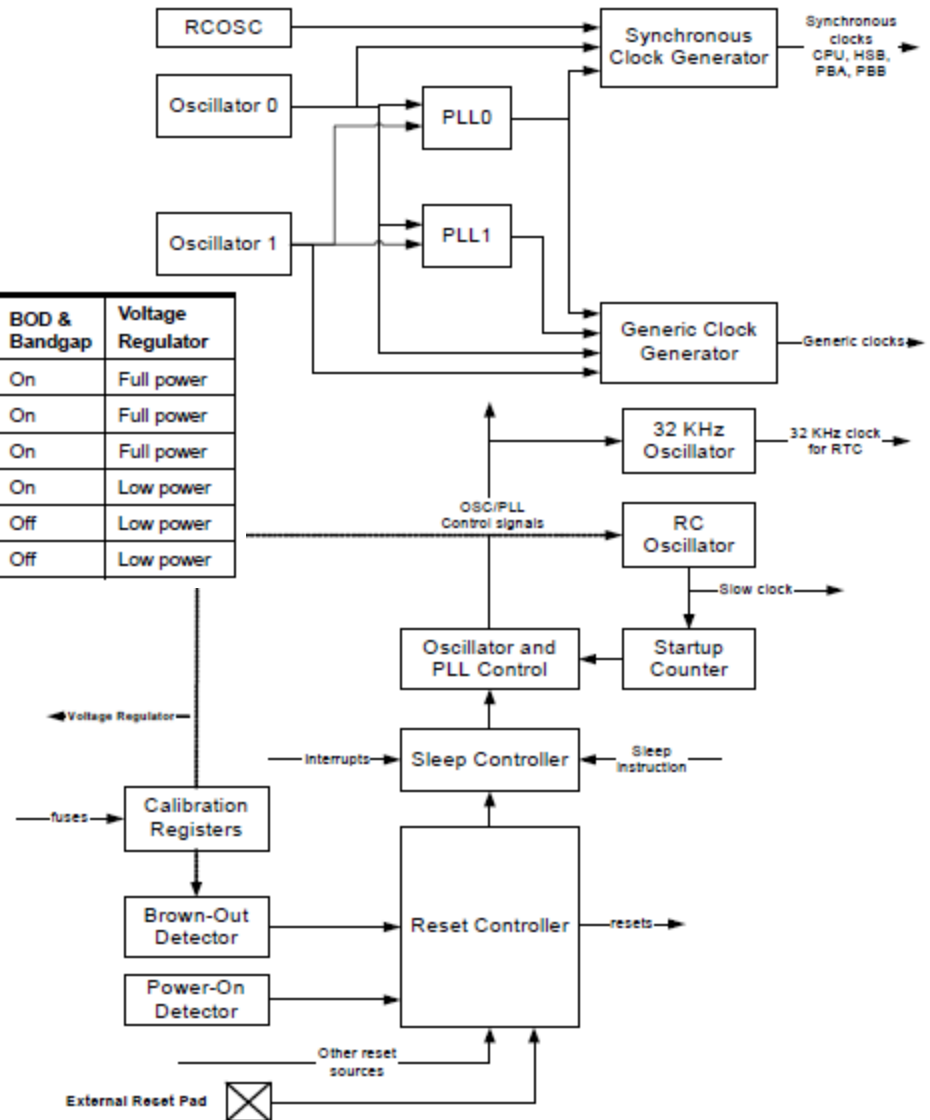 RCOSC
Synchronous
Clock Generator
Synchronous
clocks
CPU, HSB,
PBA, PBB
Oscillator 0
PLL0
Oscillator 1
PLL1
Generic Clock
Generator
Generic clocks
BOD &
Bandgap
Voltage
Regulator
On Full power
On Full power
On Full power
On Low power
Off Low power
Off Low power
32 KHz
Oscillator
32 KHz clock
for RTC
OSC/PLL
Control signals
RC
Oscillator
Slow clock
Oscillator and
PLL Control
Startup
Counter
Voltage Regulator
Interrupts
Sleep Controller
Sleep
instruction
fuses
Calibration
Registers
Brown-Out
Detector
Reset Controller
resets
Power-On
Detector
Other reset
sources
External Reset Pad